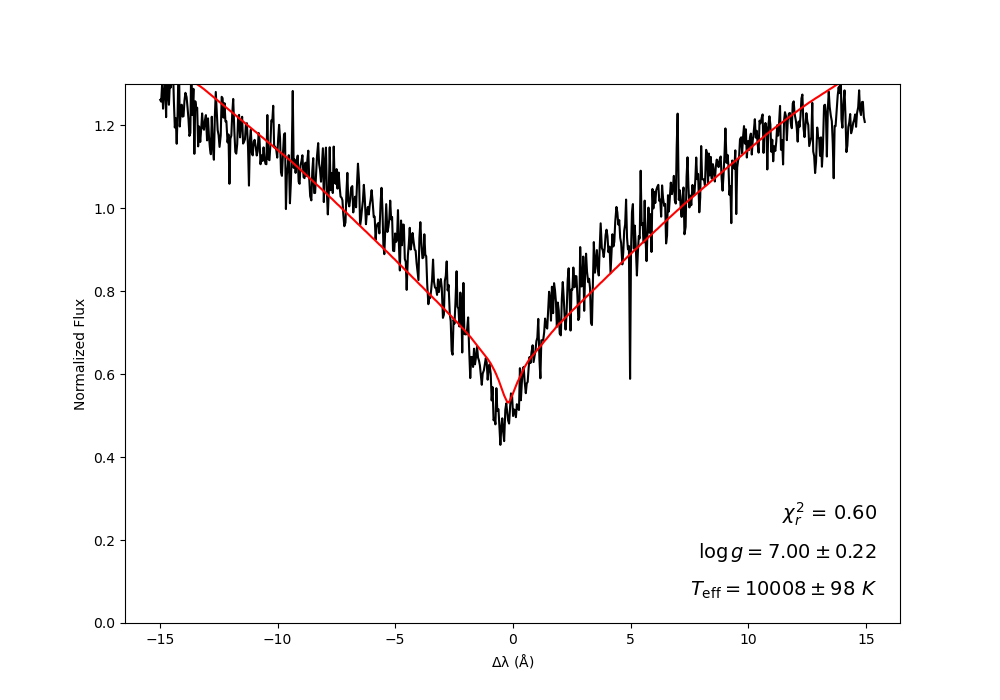 Normalized Flux
1.2
1.0
0.8
0.6
0.4
0.2
0.0
χ²ᵣ = 0.60
log g = 7.00 ± 0.22
T_eff = 10008 ± 98 K
−15
−10
−5
0
5
10
15
Δλ (Å)